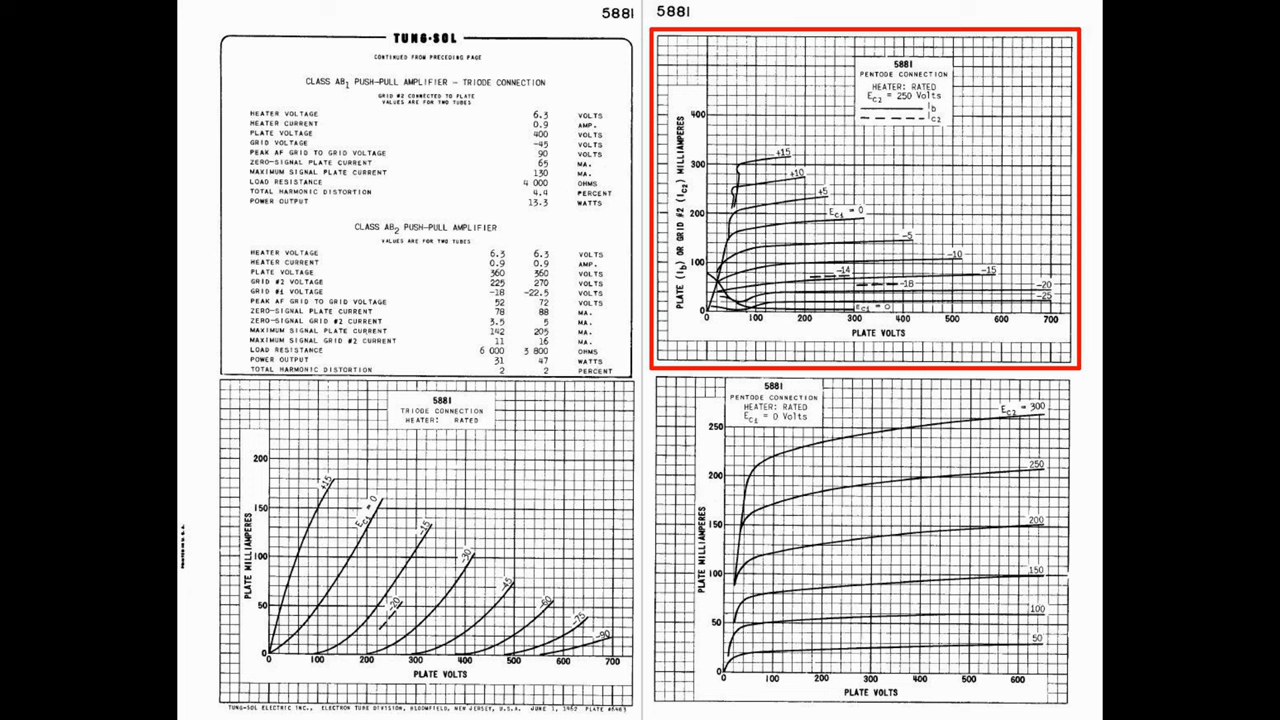 5881
TUNG-SOL
CONTINUED FROM PRECEDING PAGE
CLASS AB1 PUSH-PULL AMPLIFIER — TRIODE CONNECTION
GRID #2 CONNECTED TO PLATE
VALUES ARE FOR TWO TUBES
HEATER VOLTAGE 6.3 VOLTS
HEATER CURRENT 0.9 AMP.
PLATE VOLTAGE 400 VOLTS
GRID VOLTAGE -45 VOLTS
PEAK AF GRID TO GRID VOLTAGE 90 VOLTS
ZERO-SIGNAL PLATE CURRENT 65 MA.
MAXIMUM SIGNAL PLATE CURRENT 130 MA.
LOAD RESISTANCE 4 000 OHMS
TOTAL HARMONIC DISTORTION 4.4 PERCENT
POWER OUTPUT 13.3 WATTS
CLASS AB2 PUSH-PULL AMPLIFIER
VALUES ARE FOR TWO TUBES
HEATER VOLTAGE 6.3 6.3 VOLTS
HEATER CURRENT 0.9 0.9 AMP.
PLATE VOLTAGE 360 360 VOLTS
GRID #2 VOLTAGE 225 270 VOLTS
GRID #1 VOLTAGE -18 -22.5 VOLTS
PEAK AF GRID TO GRID VOLTAGE 52 72 VOLTS
ZERO-SIGNAL PLATE CURRENT 78 88 MA.
ZERO-SIGNAL GRID #2 CURRENT 3.5 5 MA.
MAXIMUM SIGNAL PLATE CURRENT 142 205 MA.
MAXIMUM SIGNAL GRID #2 CURRENT 11 16 MA.
LOAD RESISTANCE 6 000 3 800 OHMS
POWER OUTPUT 31 47 WATTS
TOTAL HARMONIC DISTORTION 2 2 PERCENT
5881
TRIODE CONNECTION
HEATER: RATED
PLATE MILLIAMPERES
200
150
100
50
0
+15
Ec1 = 0
-15
-20
-30
-45
-60
-75
-90
0 100 200 300 400 500 600 700
PLATE VOLTS
TUNG-SOL ELECTRIC INC., ELECTRON TUBE DIVISION, BLOOMFIELD, NEW JERSEY, U.S.A. JUNE 1, 1962 PLATE #6463
5881
5881
PENTODE CONNECTION
HEATER: RATED
EC2 = 250 Volts
Ib
Ic2
PLATE (Ib) OR GRID #2 (Ic2) MILLIAMPERES
400
300
200
100
0
+15
+10
+5
Ec1 = 0
-5
-10
-14
-15
-18
-20
-25
Ec1 = 0
0 100 200 300 400 500 600 700
PLATE VOLTS
5881
PENTODE CONNECTION
HEATER: RATED
EC1 = 0 Volts
Ec2 = 300
250
200
150
100
50
PLATE MILLIAMPERES
250
200
150
100
50
0
0 100 200 300 400 500 600
PLATE VOLTS